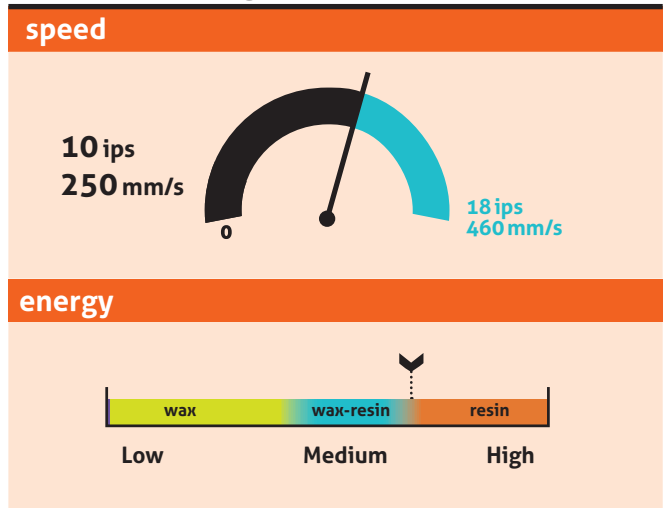 speed
10 ips
250 mm/s
0
18 ips
460 mm/s
energy
wax wax-resin resin
Low Medium High